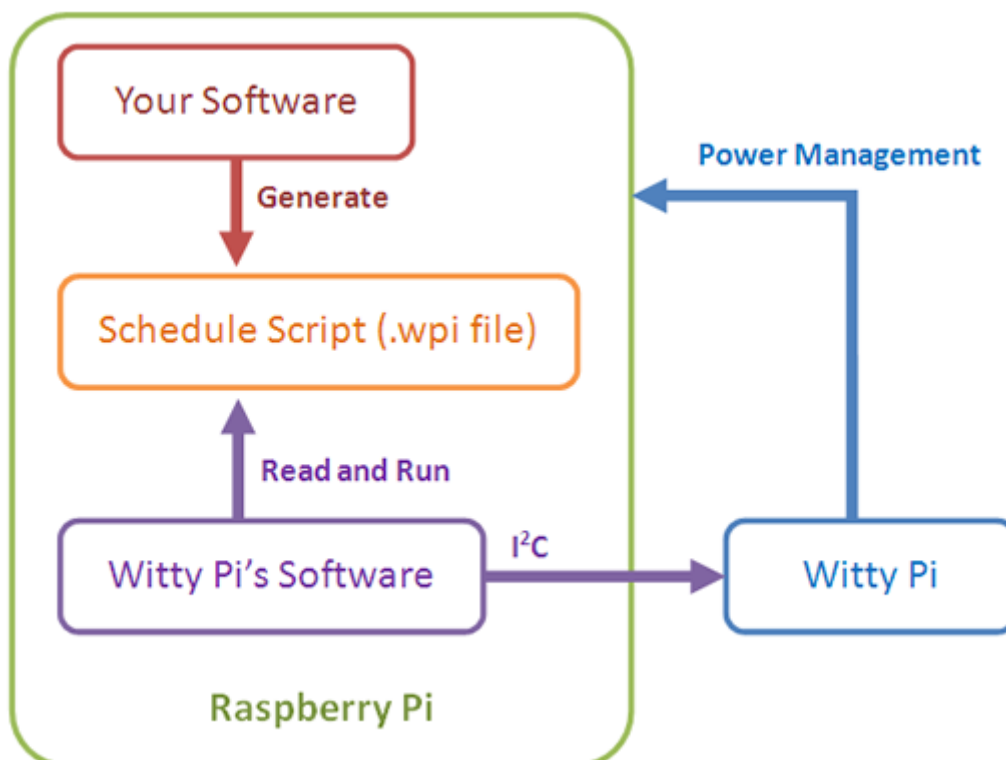 Your Software
Power Management
Generate
Schedule Script (.wpi file)
Read and Run
I²C
Witty Pi's Software
Witty Pi
Raspberry Pi